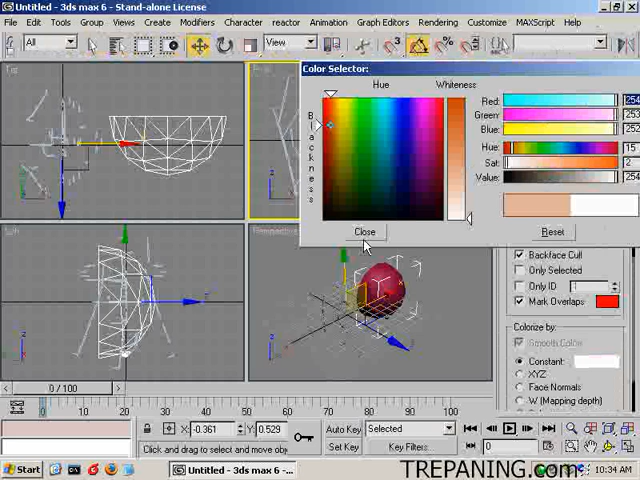 Untitled - 3ds max 6 - Stand-alone License
File Edit Tools Group Views Create Modifiers Character reactor Animation Graph Editors Rendering Customize MAXScript Help
All
View
Top
Color Selector:
Hue
Whiteness
Blackness
Red: 254
Green: 253
Blue: 252
Hue: 15
Sat: 2
Value: 254
Close
Reset
Left
Perspective
Backface Cull
Only Selected
Only ID
Mark Overlaps
Colorize by:
Smooth Color
Constant:
XYZ
Face Normals
W (Mapping depth)
0 / 100
0 10 20 30 40 50 60 70 80 90 100
X: -0.361 Y: 0.529
Auto Key Selected
Set Key Key Filters...
0
Click and drag to select and move obj
Start
Untitled - 3ds max 6 -...
10:34 AM
TREPANING.com